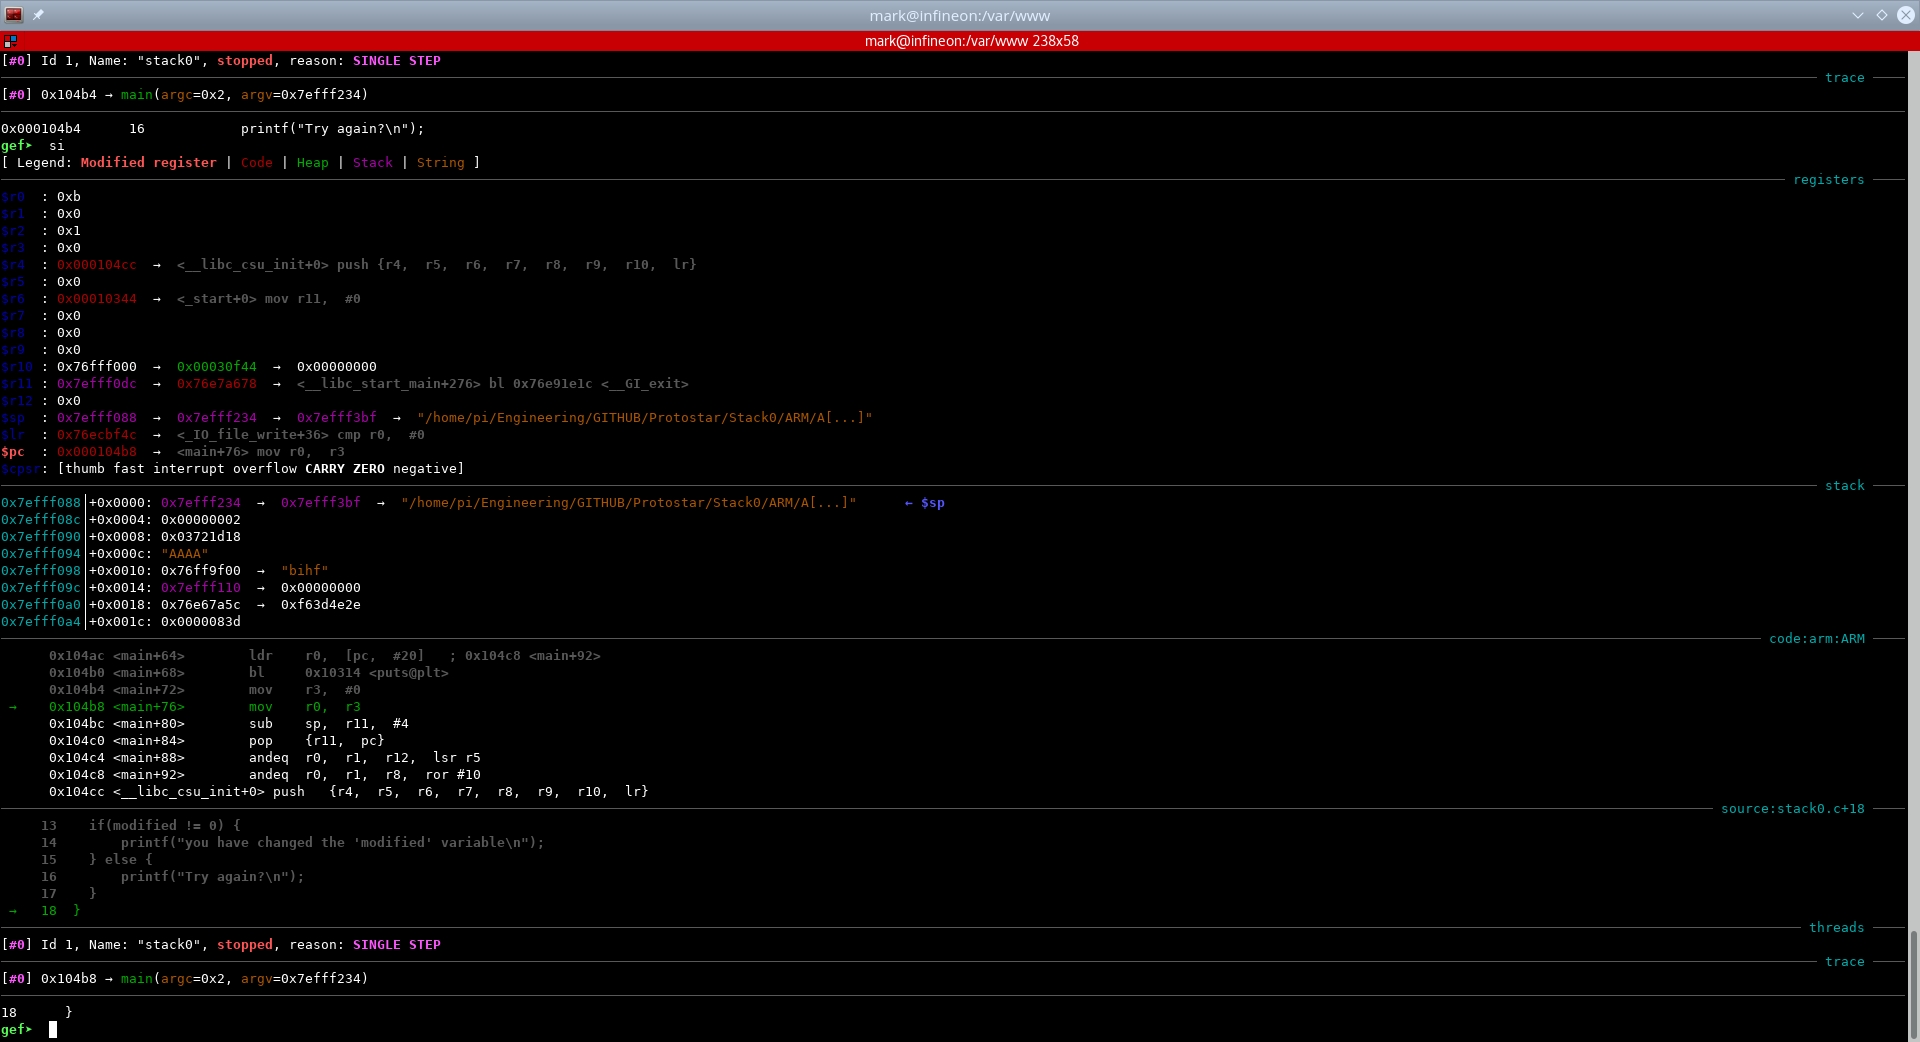 mark@infineon:/var/www
mark@infineon:/var/www 238x58
[#0] Id 1, Name: "stack0", stopped, reason: SINGLE STEP
trace
[#0] 0x104b4 → main(argc=0x2, argv=0x7efff234)
0x000104b4      16            printf("Try again?\n");
gef➤  si
[ Legend: Modified register | Code | Heap | Stack | String ]
registers
$r0  : 0xb
$r1  : 0x0
$r2  : 0x1
$r3  : 0x0
$r4  : 0x000104cc  →  <__libc_csu_init+0> push {r4,  r5,  r6,  r7,  r8,  r9,  r10,  lr}
$r5  : 0x0
$r6  : 0x00010344  →  <_start+0> mov r11,  #0
$r7  : 0x0
$r8  : 0x0
$r9  : 0x0
$r10 : 0x76fff000  →  0x00030f44  →  0x00000000
$r11 : 0x7efff0dc  →  0x76e7a678  →  <__libc_start_main+276> bl 0x76e91e1c <__GI_exit>
$r12 : 0x0
$sp  : 0x7efff088  →  0x7efff234  →  0x7efff3bf  →  "/home/pi/Engineering/GITHUB/Protostar/Stack0/ARM/A[...]"
$lr  : 0x76ecbf4c  →  <_IO_file_write+36> cmp r0,  #0
$pc  : 0x000104b8  →  <main+76> mov r0,  r3
$cpsr: [thumb fast interrupt overflow CARRY ZERO negative]
stack
0x7efff088│+0x0000: 0x7efff234  →  0x7efff3bf  →  "/home/pi/Engineering/GITHUB/Protostar/Stack0/ARM/A[...]"      ← $sp
0x7efff08c│+0x0004: 0x00000002
0x7efff090│+0x0008: 0x03721d18
0x7efff094│+0x000c: "AAAA"
0x7efff098│+0x0010: 0x76ff9f00  →  "bihf"
0x7efff09c│+0x0014: 0x7efff110  →  0x00000000
0x7efff0a0│+0x0018: 0x76e67a5c  →  0xf63d4e2e
0x7efff0a4│+0x001c: 0x0000083d
code:arm:ARM
0x104ac <main+64>        ldr    r0,  [pc,  #20]   ; 0x104c8 <main+92>
0x104b0 <main+68>        bl     0x10314 <puts@plt>
0x104b4 <main+72>        mov    r3,  #0
→    0x104b8 <main+76>        mov    r0,  r3
0x104bc <main+80>        sub    sp,  r11,  #4
0x104c0 <main+84>        pop    {r11,  pc}
0x104c4 <main+88>        andeq  r0,  r1,  r12,  lsr r5
0x104c8 <main+92>        andeq  r0,  r1,  r8,  ror #10
0x104cc <__libc_csu_init+0> push   {r4,  r5,  r6,  r7,  r8,  r9,  r10,  lr}
source:stack0.c+18
13    if(modified != 0) {
14        printf("you have changed the 'modified' variable\n");
15    } else {
16        printf("Try again?\n");
17    }
→   18  }
threads
[#0] Id 1, Name: "stack0", stopped, reason: SINGLE STEP
trace
[#0] 0x104b8 → main(argc=0x2, argv=0x7efff234)
18      }
gef➤